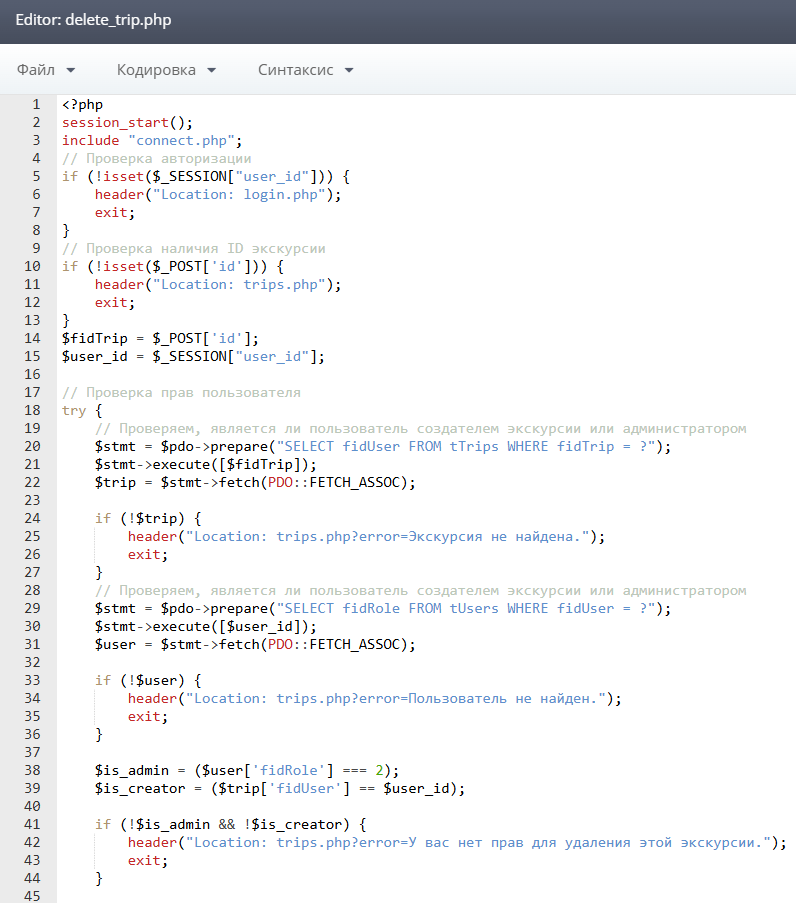 Editor: delete_trip.php
Файл Кодировка Синтаксис
1 <?php
2 session_start();
3 include "connect.php";
4 // Проверка авторизации
5 if (!isset($_SESSION["user_id"])) {
6     header("Location: login.php");
7     exit;
8 }
9 // Проверка наличия ID экскурсии
10 if (!isset($_POST['id'])) {
11     header("Location: trips.php");
12     exit;
13 }
14 $fidTrip = $_POST['id'];
15 $user_id = $_SESSION["user_id"];
16
17 // Проверка прав пользователя
18 try {
19     // Проверяем, является ли пользователь создателем экскурсии или администратором
20     $stmt = $pdo->prepare("SELECT fidUser FROM tTrips WHERE fidTrip = ?");
21     $stmt->execute([$fidTrip]);
22     $trip = $stmt->fetch(PDO::FETCH_ASSOC);
23
24     if (!$trip) {
25         header("Location: trips.php?error=Экскурсия не найдена.");
26         exit;
27     }
28     // Проверяем, является ли пользователь создателем экскурсии или администратором
29     $stmt = $pdo->prepare("SELECT fidRole FROM tUsers WHERE fidUser = ?");
30     $stmt->execute([$user_id]);
31     $user = $stmt->fetch(PDO::FETCH_ASSOC);
32
33     if (!$user) {
34         header("Location: trips.php?error=Пользователь не найден.");
35         exit;
36     }
37
38     $is_admin = ($user['fidRole'] === 2);
39     $is_creator = ($trip['fidUser'] == $user_id);
40
41     if (!$is_admin && !$is_creator) {
42         header("Location: trips.php?error=У вас нет прав для удаления этой экскурсии.");
43         exit;
44     }
45